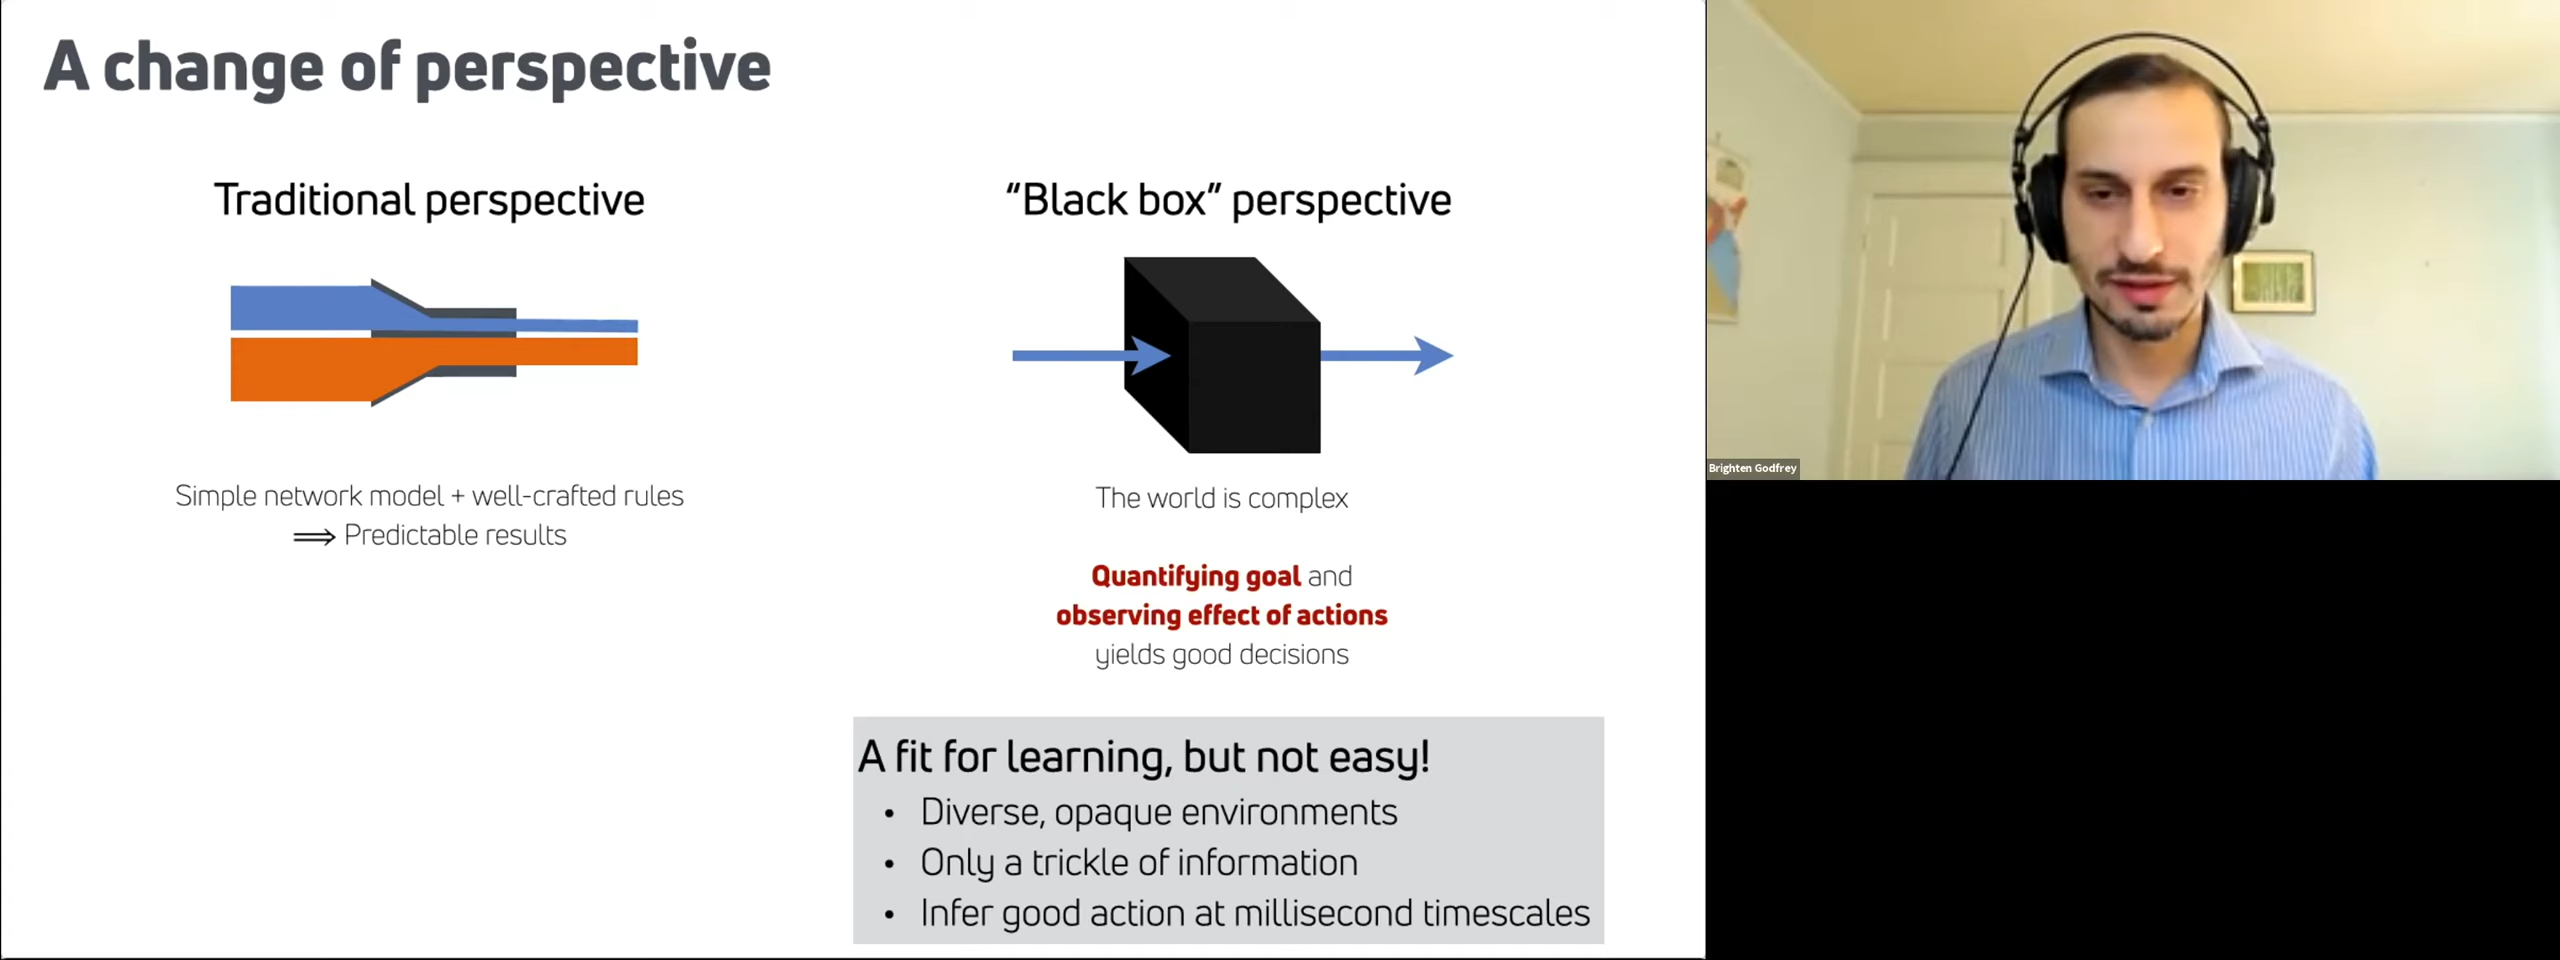 A change of perspective
Traditional perspective
Simple network model + well-crafted rules
⟹ Predictable results
“Black box” perspective
The world is complex
Quantifying goal and
observing effect of actions
yields good decisions
A fit for learning, but not easy!
• Diverse, opaque environments
• Only a trickle of information
• Infer good action at millisecond timescales
Brighten Godfrey